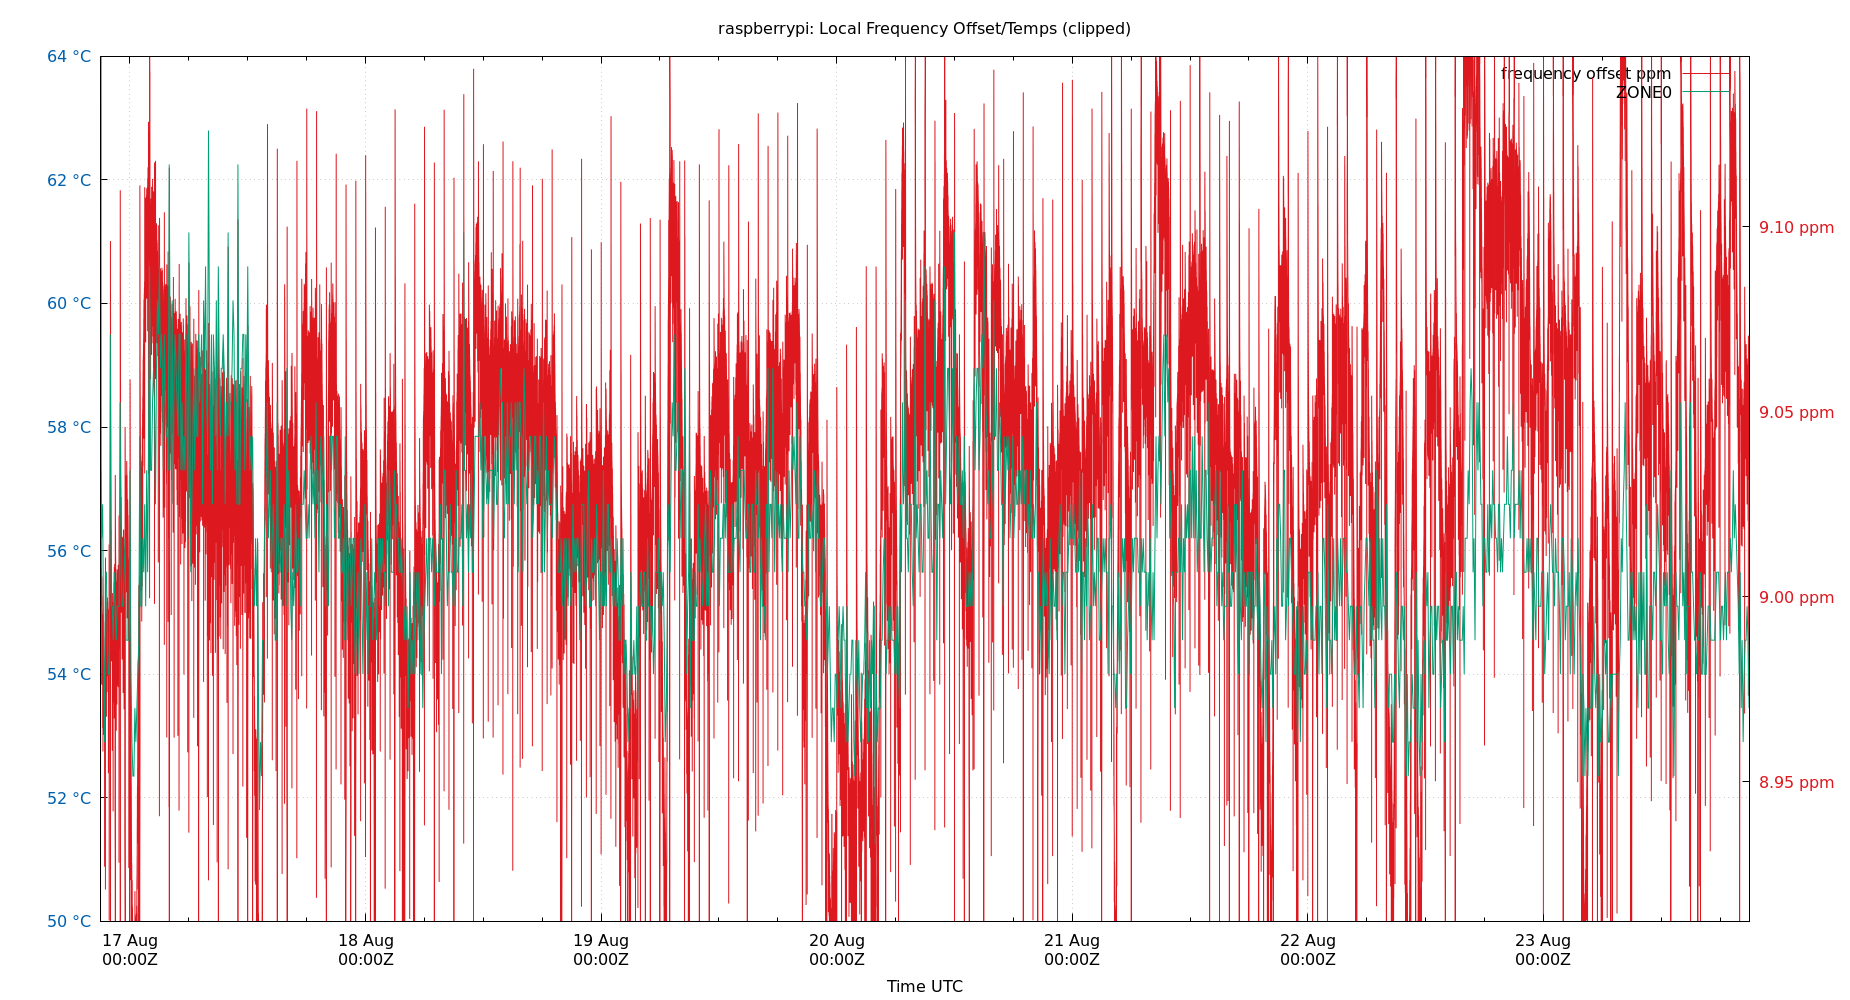 raspberrypi: Local Frequency Offset/Temps (clipped)
64 °C
62 °C
60 °C
58 °C
56 °C
54 °C
52 °C
50 °C
frequency offset ppm
ZONE0
9.10 ppm
9.05 ppm
9.00 ppm
8.95 ppm
17 Aug
00:00Z
18 Aug
00:00Z
19 Aug
00:00Z
20 Aug
00:00Z
21 Aug
00:00Z
22 Aug
00:00Z
23 Aug
00:00Z
Time UTC